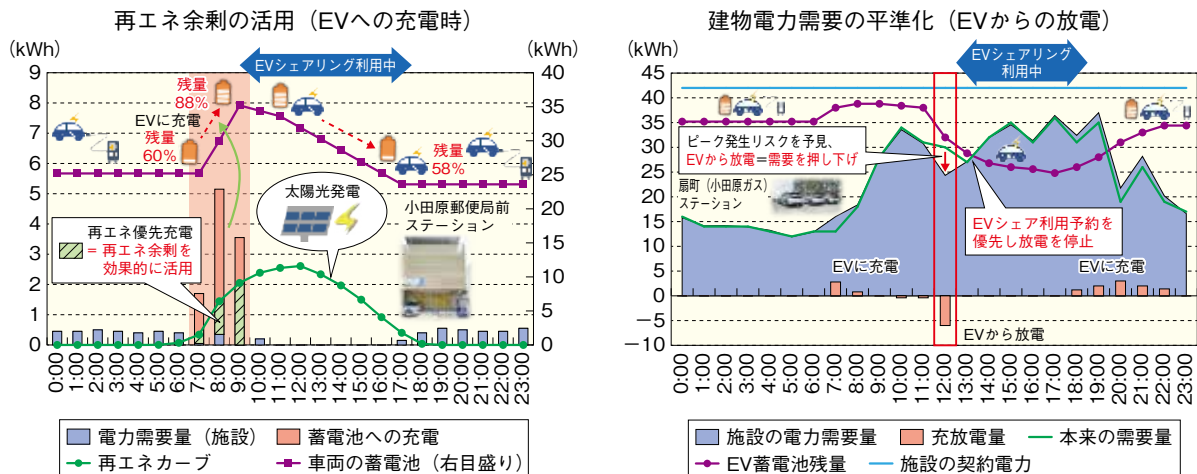 再エネ余剰の活用（EVへの充電時）
(kWh)
(kWh)
9
8
7
6
5
4
3
2
1
0
40
35
30
25
20
15
10
5
0
EVシェアリング利用中
残量
88%
EVに充電
残量
60%
残量
58%
太陽光発電
小田原郵便局前
ステーション
再エネ優先充電
＝再エネ余剰を
効果的に活用
0:00
1:00
2:00
3:00
4:00
5:00
6:00
7:00
8:00
9:00
10:00
11:00
12:00
13:00
14:00
15:00
16:00
17:00
18:00
19:00
20:00
21:00
22:00
23:00
電力需要量（施設）
蓄電池への充電
再エネカーブ
車両の蓄電池（右目盛り）
建物電力需要の平準化（EVからの放電）
(kWh)
45
40
35
30
25
20
15
10
5
0
－5
－10
EVシェアリング
利用中
ピーク発生リスクを予見、
EVから放電＝需要を押し下げ
扇町（小田原ガス）
ステーション
EVシェア利用予約を
優先し放電を停止
EVに充電
EVに充電
EVから放電
0:00
1:00
2:00
3:00
4:00
5:00
6:00
7:00
8:00
9:00
10:00
11:00
12:00
13:00
14:00
15:00
16:00
17:00
18:00
19:00
20:00
21:00
22:00
23:00
施設の電力需要量
充放電量
本来の需要量
EV蓄電池残量
施設の契約電力